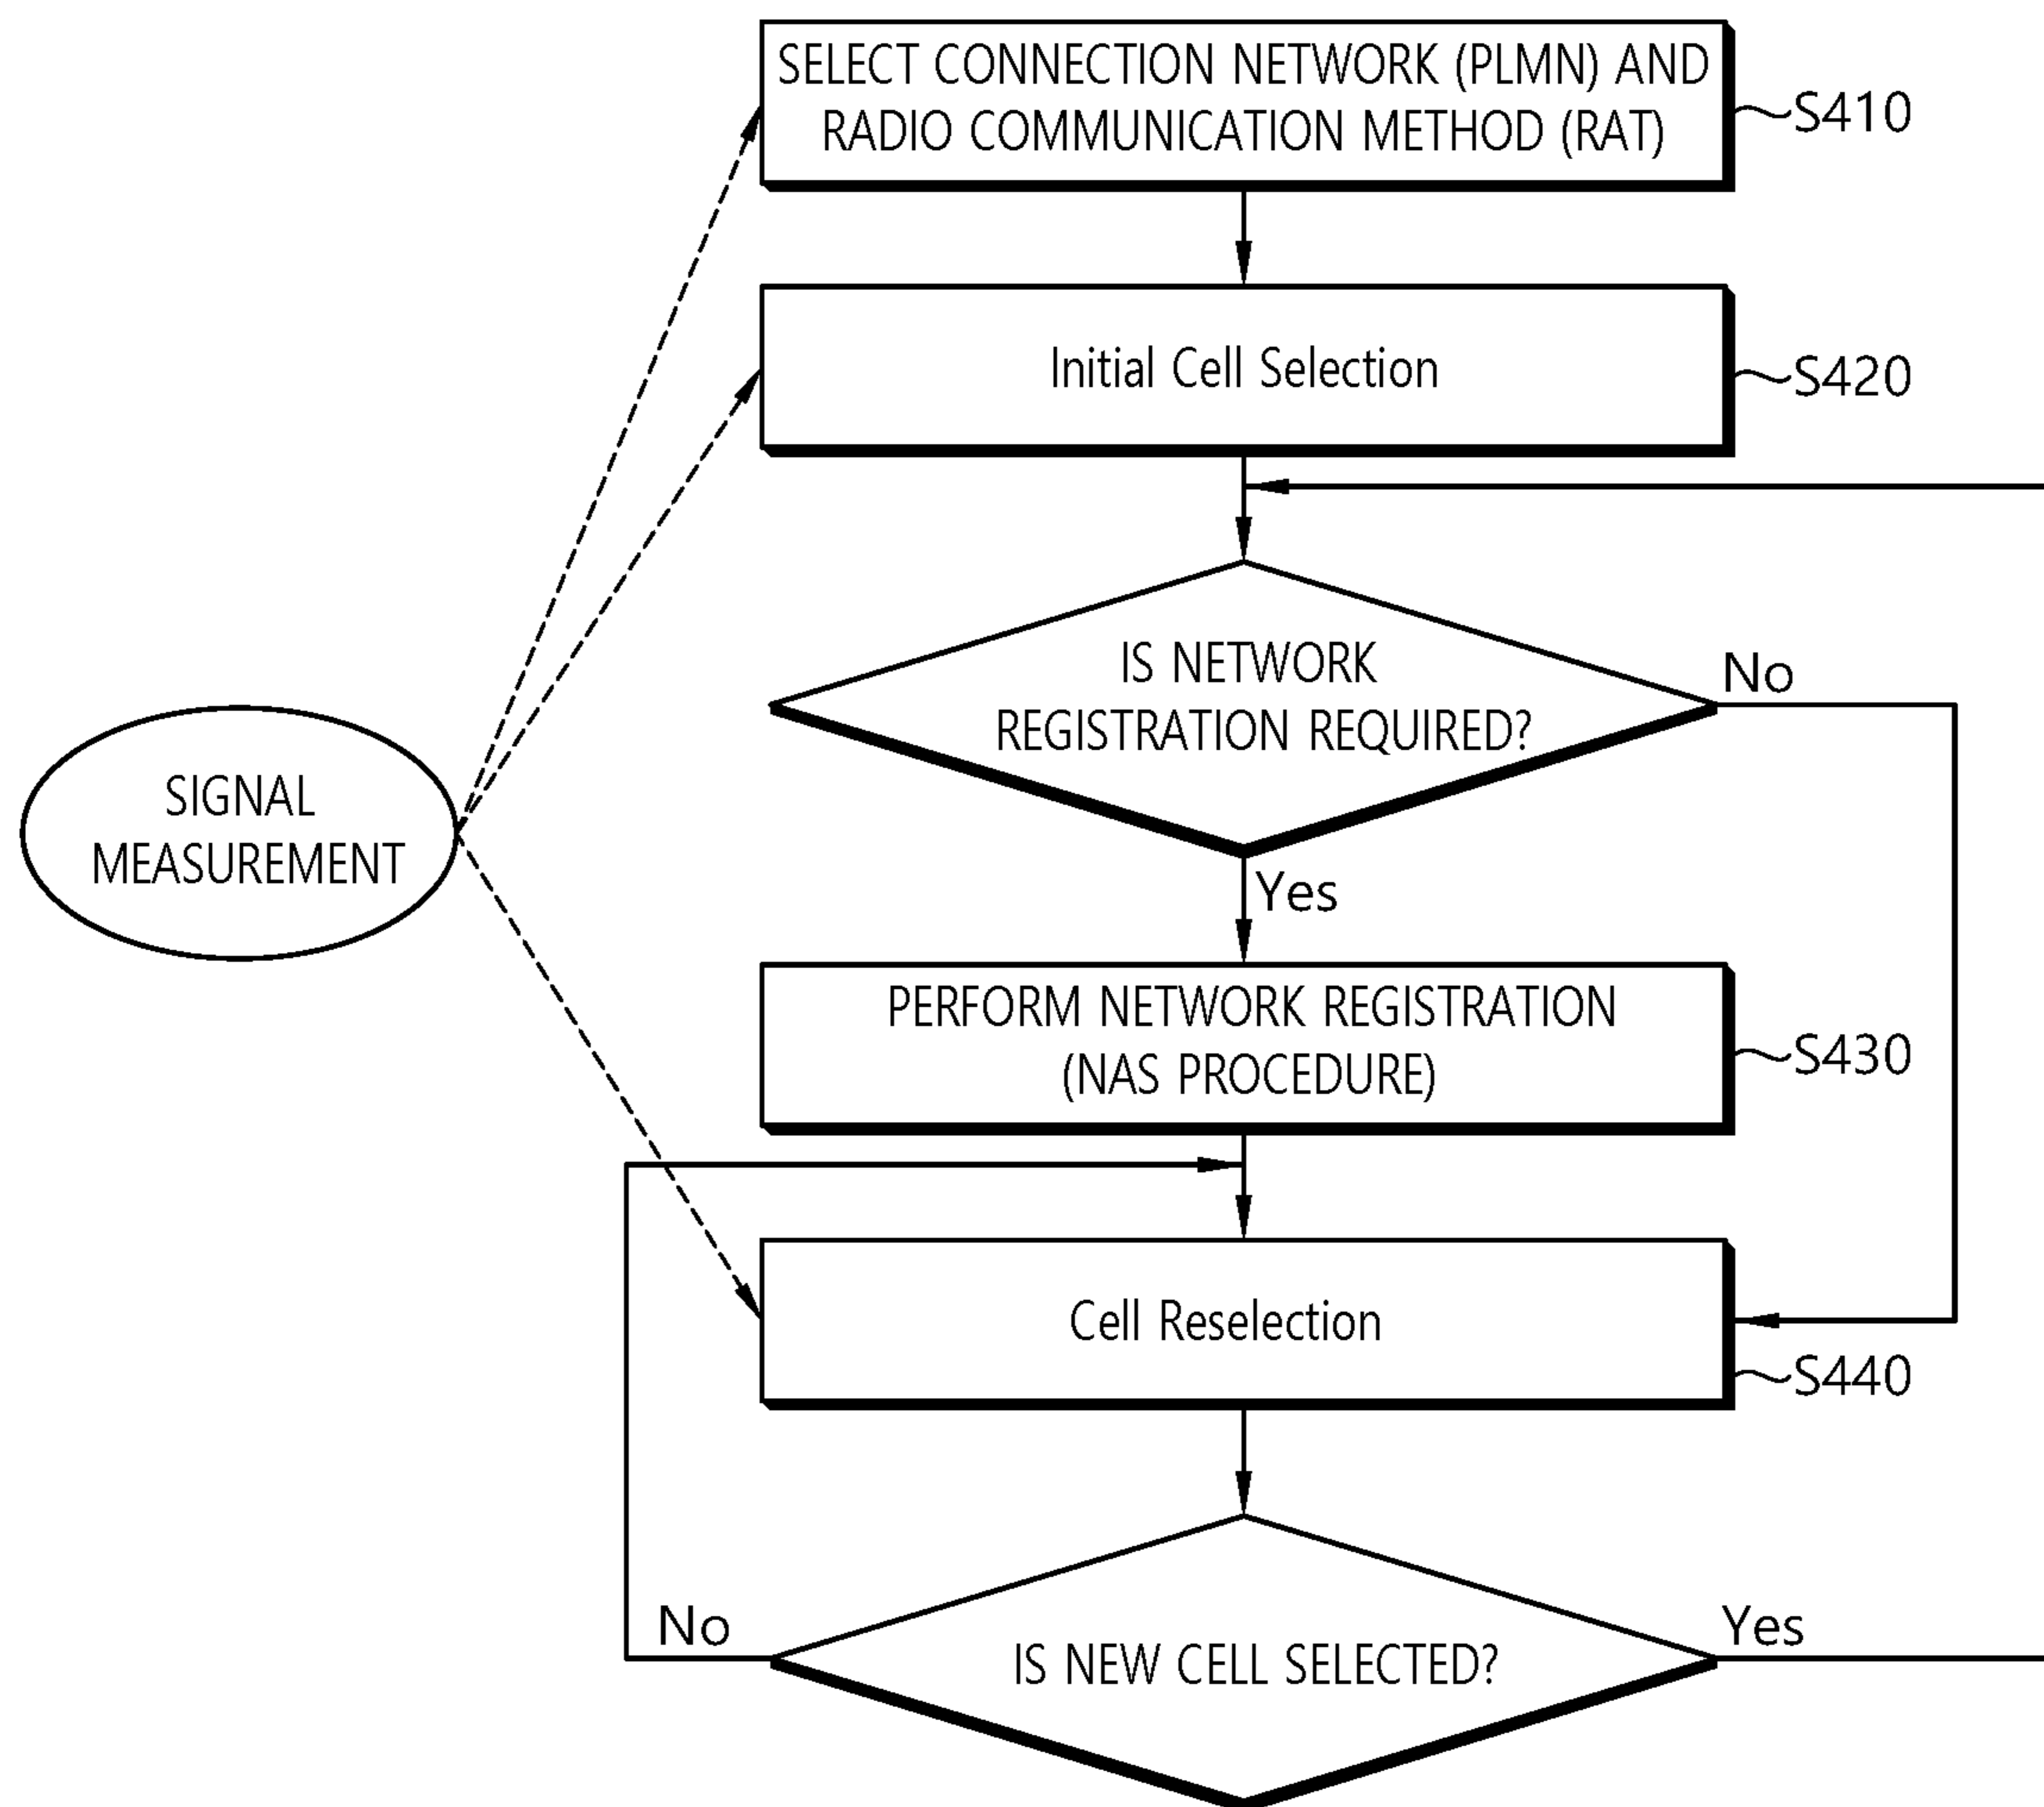 SELECT CONNECTION NETWORK (PLMN) AND
RADIO COMMUNICATION METHOD (RAT)
S410
Initial Cell Selection
S420
IS NETWORK
REGISTRATION REQUIRED?
No
SIGNAL
MEASUREMENT
Yes
PERFORM NETWORK REGISTRATION
(NAS PROCEDURE)
S430
Cell Reselection
S440
No
IS NEW CELL SELECTED?
Yes